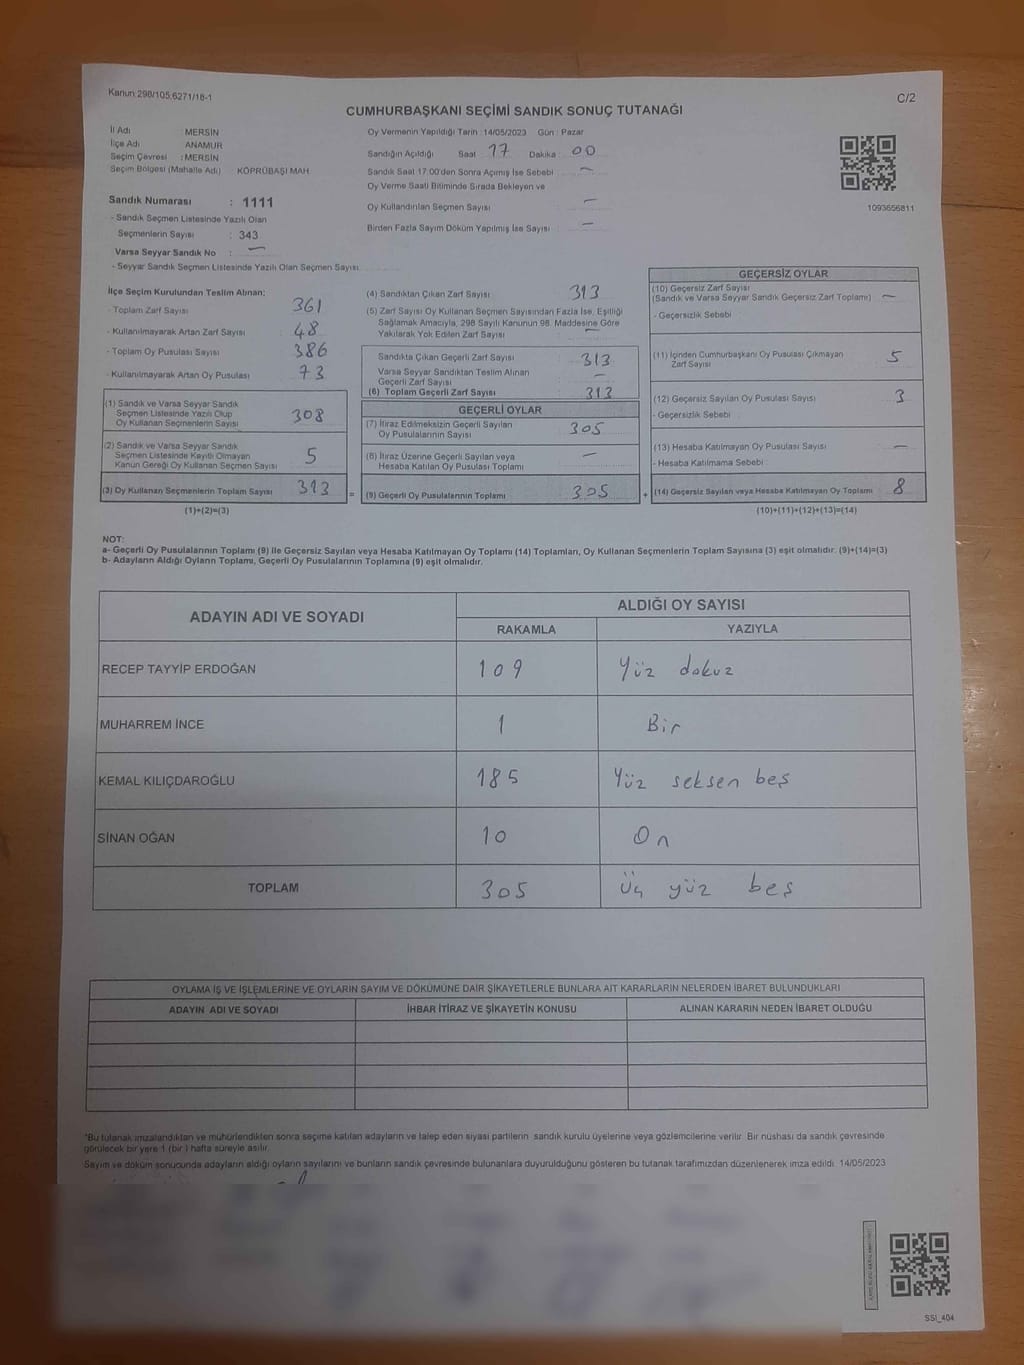 Kanun:298/105;6271/18-1
C/2
CUMHURBAŞKANI SEÇİMİ SANDIK SONUÇ TUTANAĞI
İl Adı : MERSİN
İlçe Adı : ANAMUR
Seçim Çevresi : MERSİN
Seçim Bölgesi (Mahalle Adı) KÖPRÜBAŞI MAH.
Oy Vermenin Yapıldığı Tarih :14/05/2023 Gün : Pazar
Sandığın Açıldığı Saat 17 Dakika 00
Sandık Saat 17:00'den Sonra Açımış İse Sebebi –
Oy Verme Saati Bitiminde Sırada Bekleyen ve
Oy Kullandırılan Seçmen Sayısı –
Birden Fazla Sayım Döküm Yapılmış İse Sayısı –
1093656811
Sandık Numarası : 1111
- Sandık Seçmen Listesinde Yazılı Olan
Seçmenlerin Sayısı : 343
Varsa Seyyar Sandık No : –
- Seyyar Sandık Seçmen Listesinde Yazılı Olan Seçmen Sayısı
İlçe Seçim Kurulundan Teslim Alınan:
- Toplam Zarf Sayısı 361
- Kullanılmayarak Artan Zarf Sayısı 48
- Toplam Oy Pusulası Sayısı 386
- Kullanılmayarak Artan Oy Pusulası 73
(1) Sandık ve Varsa Seyyar Sandık
Seçmen Listesinde Yazılı Olup
Oy Kullanan Seçmenlerin Sayısı 308
(2) Sandık ve Varsa Seyyar Sandık
Seçmen Listesinde Kayıtlı Olmayan
Kanun Gereği Oy Kullanan Seçmen Sayısı 5
(3) Oy Kullanan Seçmenlerin Toplam Sayısı 313
(1)+(2)=(3)
(4) Sandıktan Çıkan Zarf Sayısı 313
(5) Zarf Sayısı Oy Kullanan Seçmen Sayısından Fazla İse, Eşitliği
Sağlamak Amacıyla, 298 Sayılı Kanunun 98. Maddesine Göre
Yakılarak Yok Edilen Zarf Sayısı –
Sandıkta Çıkan Geçerli Zarf Sayısı 313
Varsa Seyyar Sandıktan Teslim Alınan
Geçerli Zarf Sayısı –
(6) Toplam Geçerli Zarf Sayısı 313
GEÇERLİ OYLAR
(7) İtiraz Edilmeksizin Geçerli Sayılan
Oy Pusulalarının Sayısı 305
(8) İtiraz Üzerine Geçerli Sayılan veya
Hesaba Katılan Oy Pusulası Toplamı –
= (9) Geçerli Oy Pusulalarının Toplamı 305
GEÇERSİZ OYLAR
(10) Geçersiz Zarf Sayısı
(Sandık ve Varsa Seyyar Sandık Geçersiz Zarf Toplamı) –
- Geçersizlik Sebebi
(11) İçinden Cumhurbaşkanı Oy Pusulası Çıkmayan
Zarf Sayısı 5
(12) Geçersiz Sayılan Oy Pusulası Sayısı 3
- Geçersizlik Sebebi
(13) Hesaba Katılmayan Oy Pusulası Sayısı –
- Hesaba Katılmama Sebebi
+ (14) Geçersiz Sayılan veya Hesaba Katılmayan Oy Toplamı 8
(10)+(11)+(12)+(13)=(14)
NOT:
a- Geçerli Oy Pusulalarının Toplamı (9) ile Geçersiz Sayılan veya Hesaba Katılmayan Oy Toplamı (14) Toplamları, Oy Kullanan Seçmenlerin Toplam Sayısına (3) eşit olmalıdır. (9)+(14)=(3)
b- Adayların Aldığı Oyların Toplamı, Geçerli Oy Pusulalarının Toplamına (9) eşit olmalıdır.
ADAYIN ADI VE SOYADI
ALDIĞI OY SAYISI
RAKAMLA YAZIYLA
RECEP TAYYİP ERDOĞAN 109 Yüz dokuz
MUHARREM İNCE 1 Bir
KEMAL KILIÇDAROĞLU 185 Yüz seksen beş
SİNAN OĞAN 10 On
TOPLAM 305 Üç yüz beş
OYLAMA İŞ VE İŞLEMLERİNE VE OYLARIN SAYIM VE DÖKÜMÜNE DAİR ŞİKAYETLERLE BUNLARA AİT KARARLARIN NELERDEN İBARET BULUNDUKLARI
ADAYIN ADI VE SOYADI İHBAR İTİRAZ VE ŞİKAYETİN KONUSU ALINAN KARARIN NEDEN İBARET OLDUĞU
*Bu tutanak imzalandıktan ve mühürlendikten sonra seçime katılan adayların ve talep eden siyasi partilerin sandık kurulu üyelerine veya gözlemcilerine verilir. Bir nüshası da sandık çevresinde
görülecek bir yere 1 (bir ) hafta süreyle asılır.
Sayım ve döküm sonucunda adayların aldığı oyların sayılarını ve bunların sandık çevresinde bulunanlara duyurulduğunu gösteren bu tutanak tarafımızdan düzenlenerek imza edildi. 14/05/2023
SSI_404